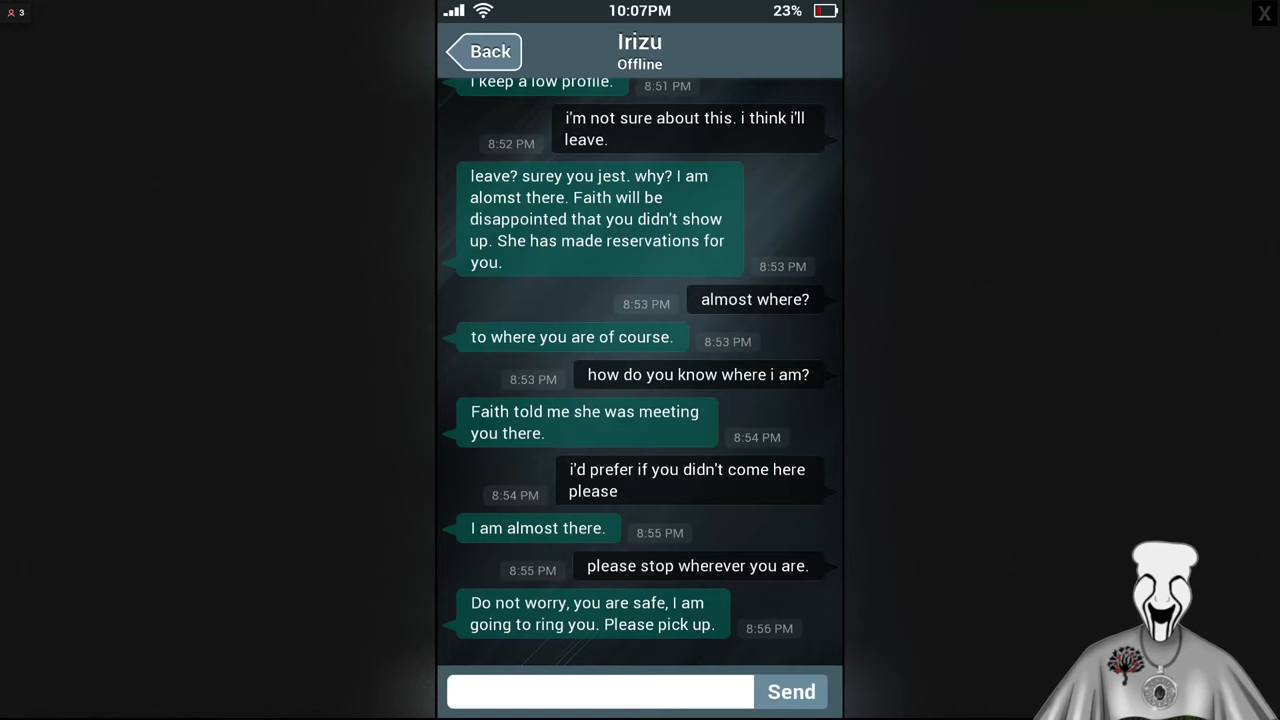 3
X
10:07PM
23%
Back
Irizu
Offline
I keep a low profile.
8:51 PM
i'm not sure about this. i think i'll
leave.
8:52 PM
leave? surey you jest. why? I am
alomst there. Faith will be
disappointed that you didn't show
up. She has made reservations for
you.
8:53 PM
almost where?
8:53 PM
to where you are of course.
8:53 PM
how do you know where i am?
8:53 PM
Faith told me she was meeting
you there.
8:54 PM
i'd prefer if you didn't come here
please
8:54 PM
I am almost there.
8:55 PM
please stop wherever you are.
8:55 PM
Do not worry, you are safe, I am
going to ring you. Please pick up.
8:56 PM
Send